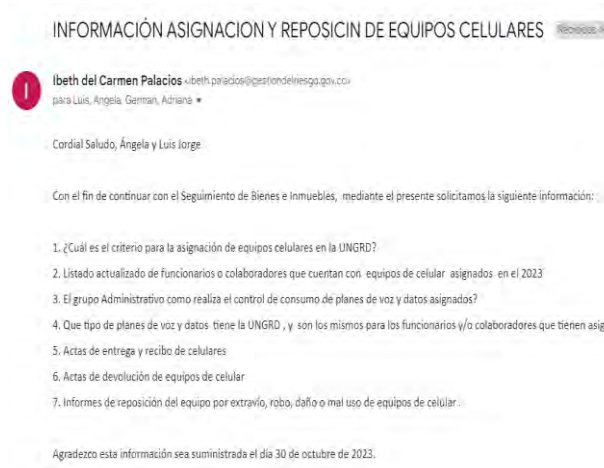 INFORMACIÓN ASIGNACION Y REPOSICIN DE EQUIPOS CELULARES
I
Ibeth del Carmen Palacios <ibeth.palacios@gestiondelriesgo.gov.co>
para Luis, Angela, German, Adriana
Cordial Saludo, Ángela y Luis Jorge
Con el fin de continuar con el Seguimiento de Bienes e Inmuebles, mediante el presente solicitamos la siguiente información:
1. ¿Cuál es el criterio para la asignación de equipos celulares en la UNGRD?
2. Listado actualizado de funcionarios o colaboradores que cuentan con equipos de celular asignados en el 2023
3. El grupo Administrativo como realiza el control de consumo de planes de voz y datos asignados?
4. Que tipo de planes de voz y datos tiene la UNGRD , y son los mismos para los funcionarios y/o colaboradores que tienen asig
5. Actas de entrega y recibo de celulares
6. Actas de devolución de equipos de celular
7. Informes de reposición del equipo por extravío, robo, daño o mal uso de equipos de celular .
Agradezco esta información sea suministrada el día 30 de octubre de 2023.